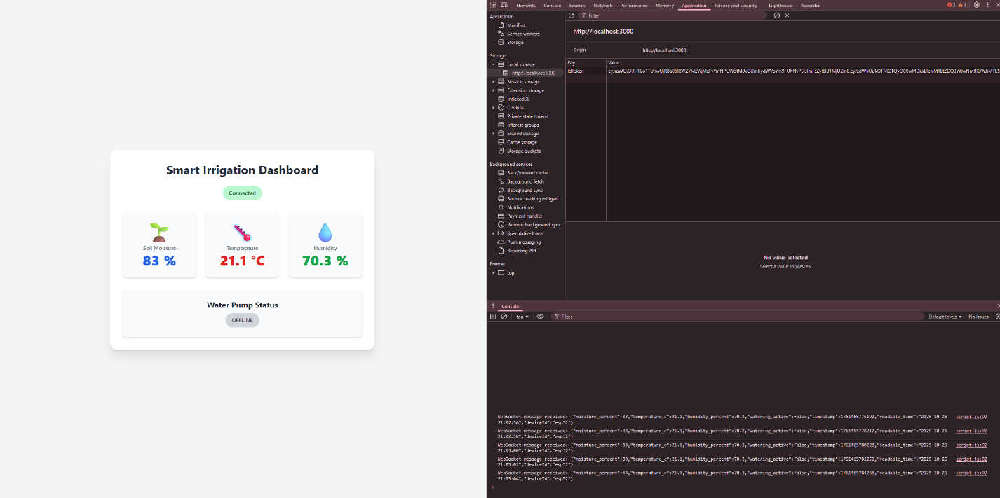 Smart Irrigation Dashboard
Connected
Soil Moisture
83 %
Temperature
21.1 °C
Humidity
70.3 %
Water Pump Status
OFFLINE
Elements Console Sources Network Performance Memory Application Privacy and security Lighthouse Recorder 3 1
Application
Manifest
Service workers
Storage
Storage
Local storage
http://localhost:3000
Session storage
Extension storage
IndexedDB
Cookies
Private state tokens
Interest groups
Shared storage
Cache storage
Storage buckets
Background services
Back/forward cache
Background fetch
Background sync
Bounce tracking mitigati...
Notifications
Payment handler
Periodic background sync
Speculative loads
Push messaging
Reporting API
Frames
top
Filter
http://localhost:3000
Origin http://localhost:3000
Key Value
IdToken
No value selected
Select a value to preview
Console
top Filter Default levels No Issues
WebSocket message received: {"moisture_percent":83,"temperature_c":21.1,"humidity_percent":70.2,"watering_active":false,"timestamp":1761465776192,"readable_time":"2025-10-26 script.js:92
21:02:56","deviceId":"esp32"}
WebSocket message received: {"moisture_percent":83,"temperature_c":21.1,"humidity_percent":70.2,"watering_active":false,"timestamp":1761465778212,"readable_time":"2025-10-26 script.js:92
21:02:58","deviceId":"esp32"}
WebSocket message received: {"moisture_percent":83,"temperature_c":21.1,"humidity_percent":70.3,"watering_active":false,"timestamp":1761465780228,"readable_time":"2025-10-26 script.js:92
21:03:00","deviceId":"esp32"}
WebSocket message received: {"moisture_percent":83,"temperature_c":21.1,"humidity_percent":70.3,"watering_active":false,"timestamp":1761465782251,"readable_time":"2025-10-26 script.js:92
21:03:02","deviceId":"esp32"}
WebSocket message received: {"moisture_percent":83,"temperature_c":21.1,"humidity_percent":70.3,"watering_active":false,"timestamp":1761465784268,"readable_time":"2025-10-26 script.js:92
21:03:04","deviceId":"esp32"}